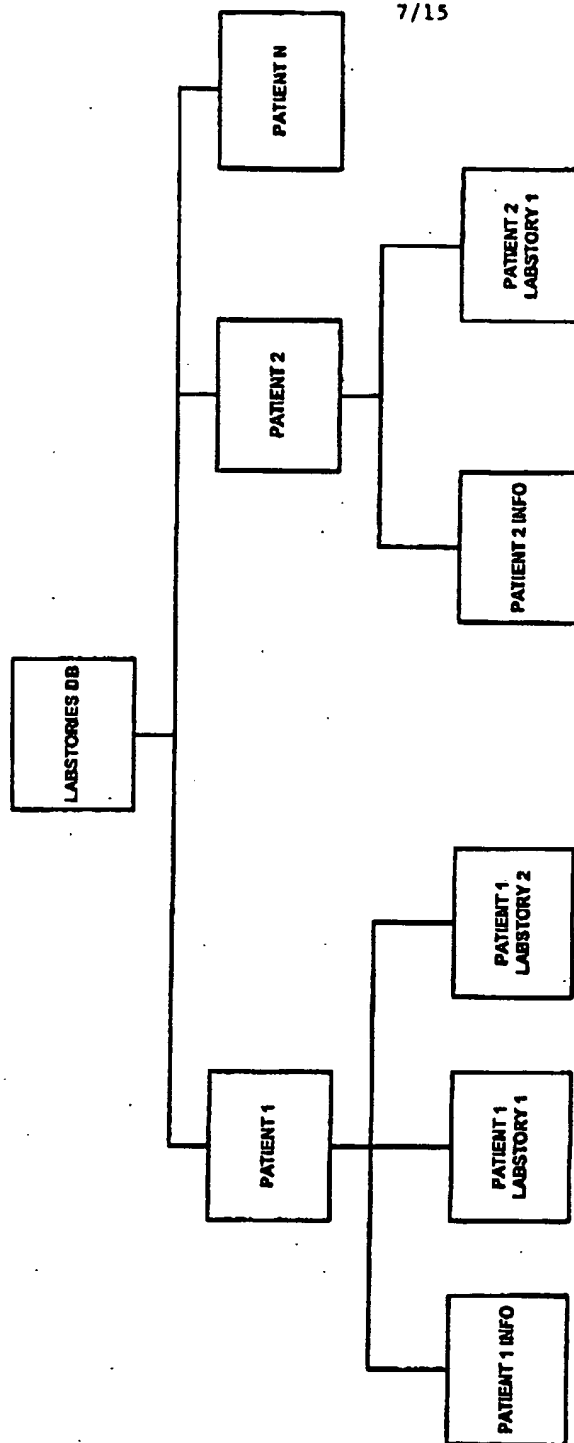 7/15
LABSTORIES DB
PATIENT 1
PATIENT 2
PATIENT N
PATIENT 1 INFO
PATIENT 1
LABSTORY 1
PATIENT 1
LABSTORY 2
PATIENT 2 INFO
PATIENT 2
LABSTORY 1